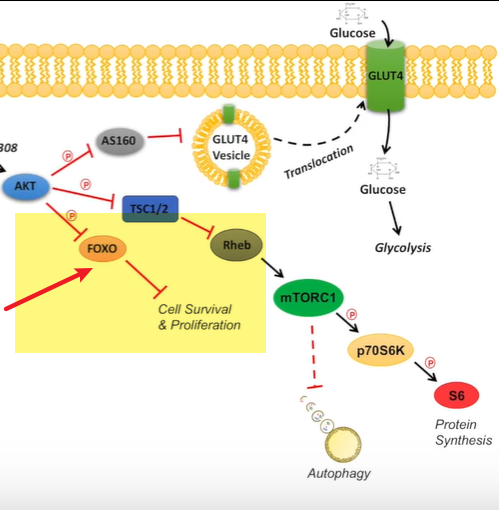 Glucose
GLUT4
308
AS160
P
GLUT4
Vesicle
Translocation
AKT
P
Glucose
TSC1/2
P
FOXO
Rheb
Glycolysis
Cell Survival
& Proliferation
mTORC1
P
p70S6K
P
S6
Protein
Synthesis
Autophagy